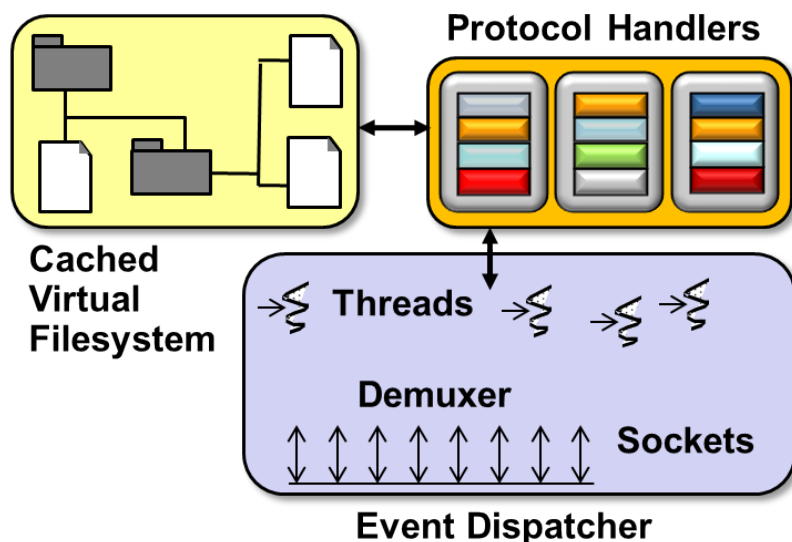 Protocol Handlers
Cached
Virtual
Filesystem
Threads
Demuxer
Sockets
Event Dispatcher